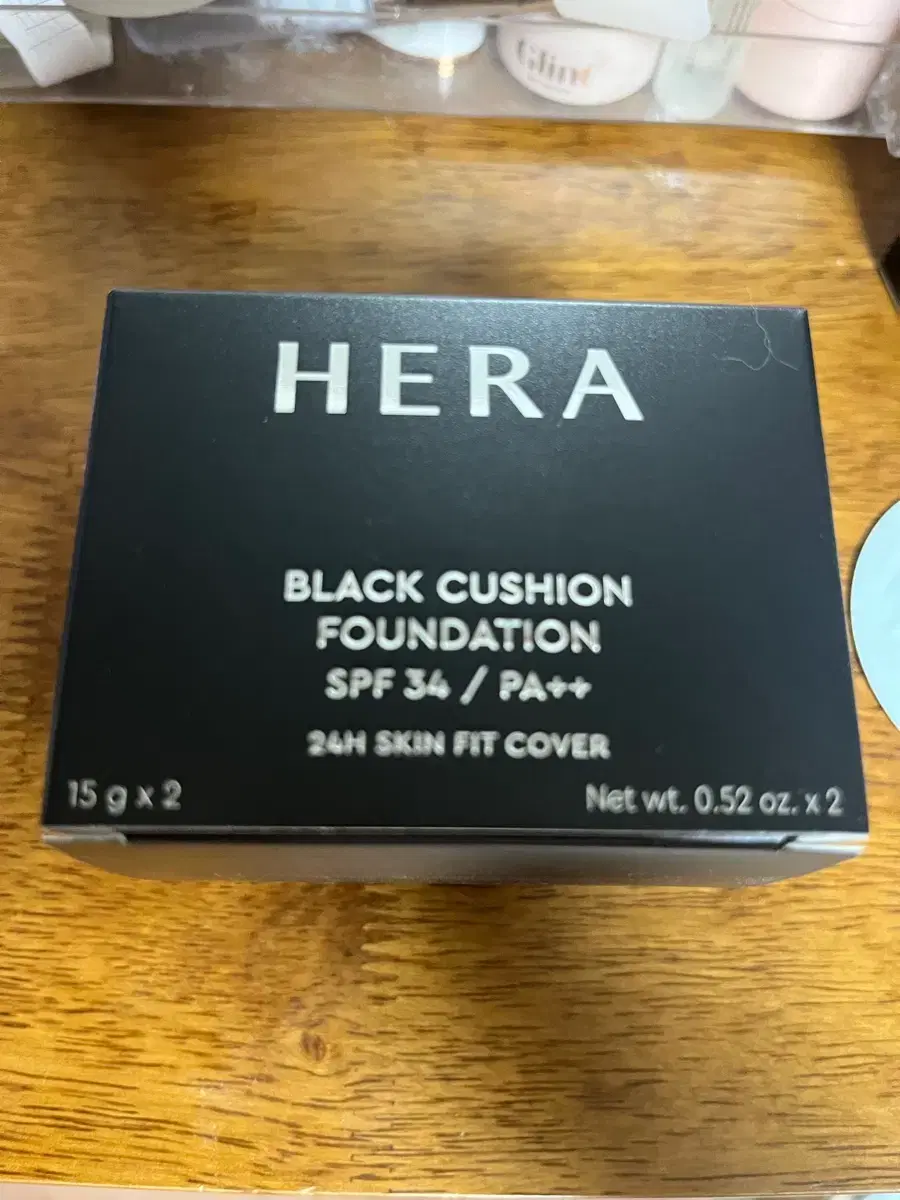 Glint
HERA
BLACK CUSHION
FOUNDATION
SPF 34 / PA++
24H SKIN FIT COVER
15 g x 2
Net wt. 0.52 oz. x 2